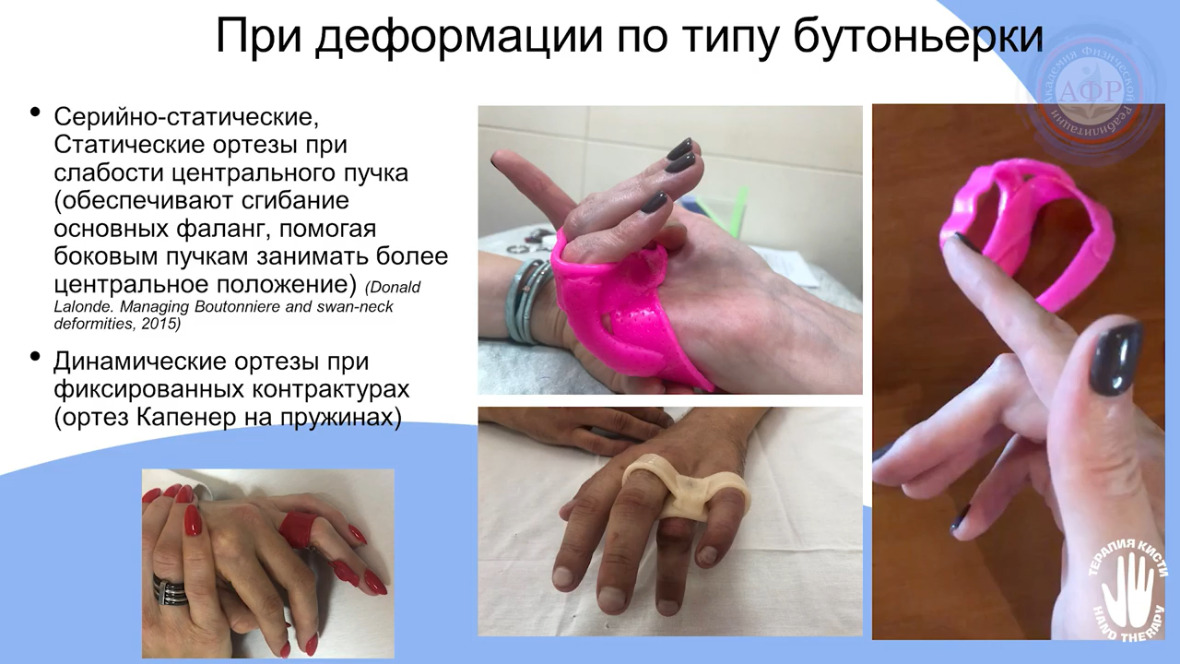 При деформации по типу бутоньерки
• Серийно-статические,
Статические ортезы при
слабости центрального пучка
(обеспечивают сгибание
основных фаланг, помогая
боковым пучкам занимать более
центральное положение) (Donald
Lalonde. Managing Boutonniere and swan-neck
deformities, 2015)
• Динамические ортезы при
фиксированных контрактурах
(ортез Капенер на пружинах)
Академия Физической Реабилитации
АФР
ТЕРАПИЯ КИСТИ
HAND THERAPY